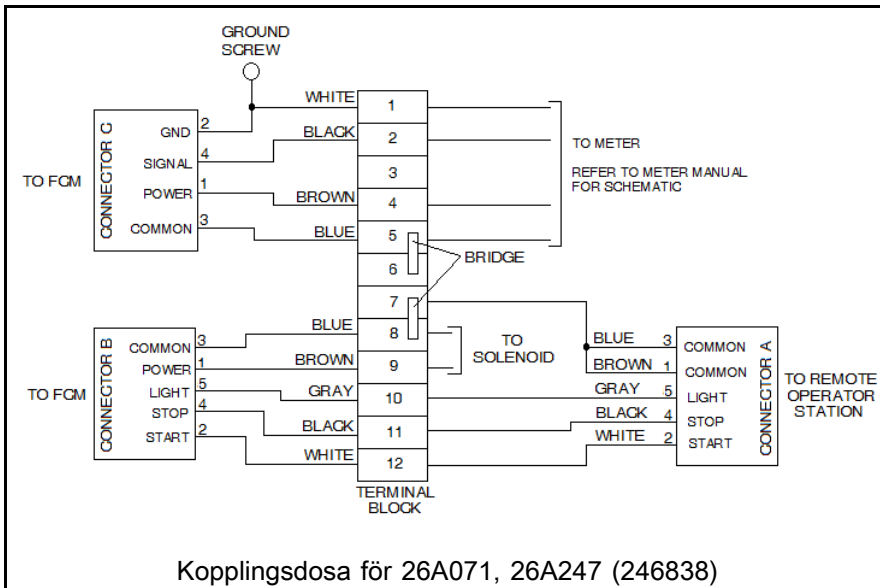 GROUND
SCREW
WHITE
1
GND
2
BLACK
2
TO METER
SIGNAL
4
3
REFER TO METER MANUAL
FOR SCHEMATIC
TO FCM
CONNECTOR C
POWER
1
BROWN
4
COMMON
3
BLUE
5
BRIDGE
6
7
BLUE
8
TO
SOLENOID
BLUE
3
COMMON
COMMON
3
BROWN
9
BROWN
1
COMMON
POWER
1
TO FCM
CONNECTOR B
LIGHT
5
GRAY
10
GRAY
5
LIGHT
CONNECTOR A
TO REMOTE
OPERATOR
STATION
STOP
4
BLACK
11
BLACK
4
STOP
START
2
WHITE
12
WHITE
2
START
TERMINAL
BLOCK
Kopplingsdosa för 26A071, 26A247 (246838)